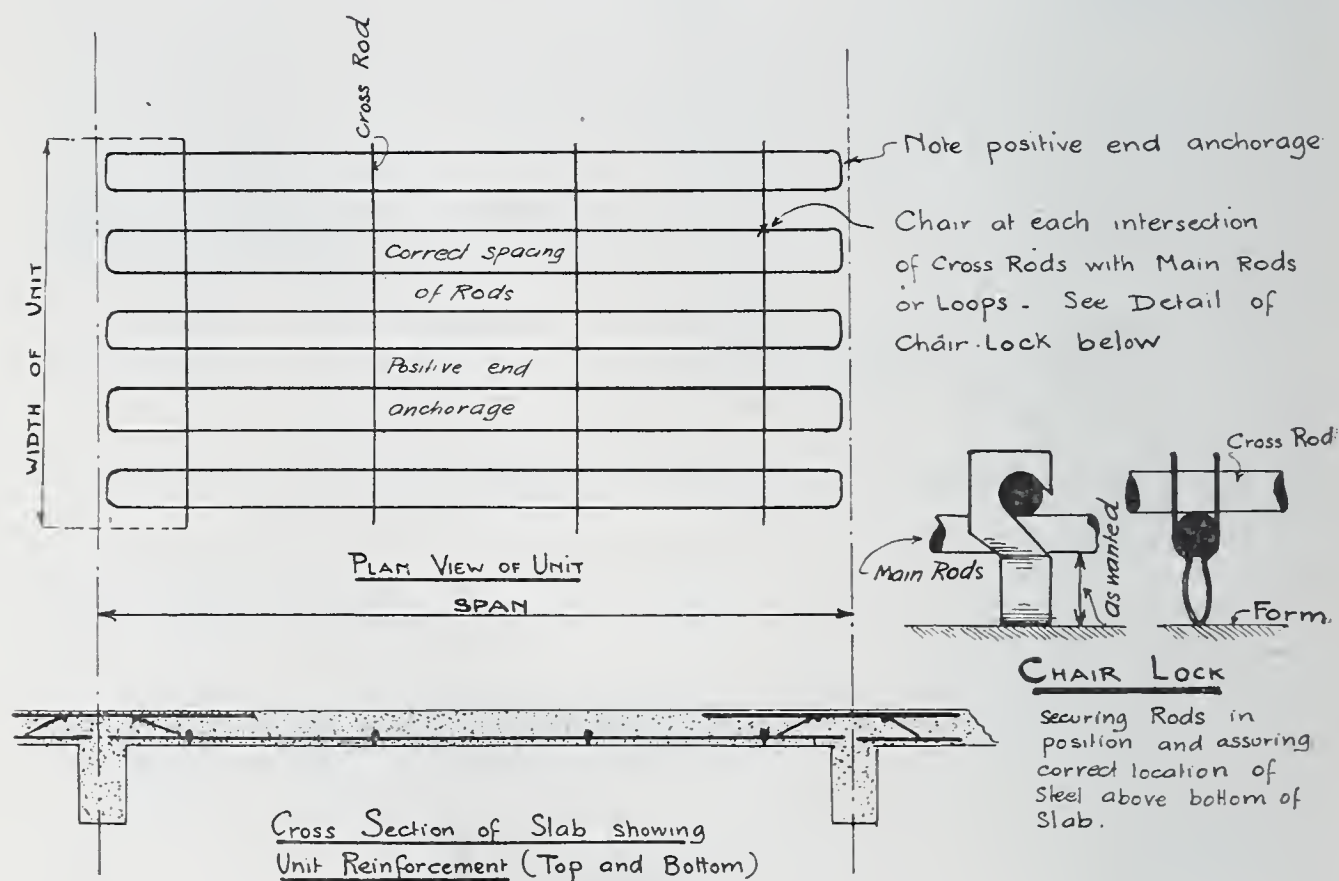 Cross Rod
WIDTH OF UNIT
Correct spacing
of Rods
Positive end
anchorage
Note positive end anchorage
Chair at each intersection
of Cross Rods with Main Rods
or Loops - See Detail of
Chair Lock below
PLAN VIEW OF UNIT
SPAN
Main Rods
as wanted
Cross Rod
Form.
CHAIR LOCK
securing Rods in
position and assuring
correct location of
Steel above bottom of
Slab.
Cross Section of Slab showing
Unit Reinforcement (Top and Bottom)